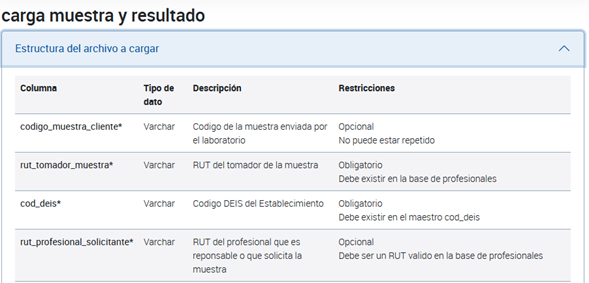 carga muestra y resultado
Estructura del archivo a cargar
Columna Tipo de dato Descripción Restricciones
codigo_muestra_cliente* Varchar Codigo de la muestra enviada por el laboratorio Opcional
No puede estar repetido
rut_tomador_muestra* Varchar RUT del tomador de la muestra Obligatorio
Debe existir en la base de profesionales
cod_deis* Varchar Codigo DEIS del Establecimiento Obligatorio
Debe existir en el maestro cod_deis
rut_profesional_solicitante* Varchar RUT del profesional que es reponsable o que solicita la muestra Opcional
Debe ser un RUT valido en la base de profesionales